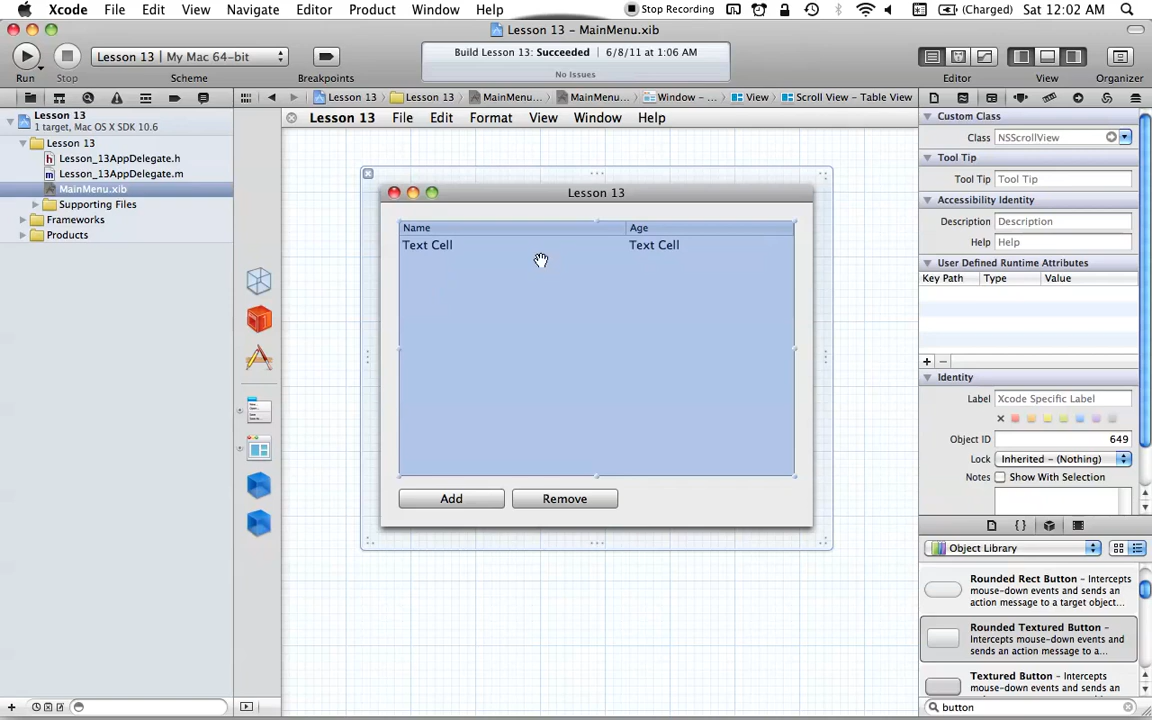 Xcode File Edit View Navigate Editor Product Window Help Stop Recording (Charged) Sat 12:02 AM
Lesson 13 – MainMenu.xib
Lesson 13 | My Mac 64-bit
Build Lesson 13: Succeeded | 6/8/11 at 1:06 AM
No Issues
Run Stop Scheme Breakpoints Editor View Organizer
Lesson 13 Lesson 13 MainMenu... MainMenu... Window – ... View Scroll View – Table View
Lesson 13
1 target, Mac OS X SDK 10.6
Lesson 13
Lesson_13AppDelegate.h
Lesson_13AppDelegate.m
MainMenu.xib
Supporting Files
Frameworks
Products
Lesson 13 File Edit Format View Window Help
Lesson 13
Name Age
Text Cell Text Cell
Add Remove
Custom Class
Class NSScrollView
Tool Tip
Tool Tip Tool Tip
Accessibility Identity
Description Description
Help Help
User Defined Runtime Attributes
Key Path Type Value
Identity
Label Xcode Specific Label
Object ID 649
Lock Inherited – (Nothing)
Notes Show With Selection
Object Library
Rounded Rect Button – Intercepts
mouse-down events and sends an
action message to a target object...
Rounded Textured Button –
Intercepts mouse-down events and
sends an action message to a...
Textured Button – Intercepts
mouse-down events and sends an
button